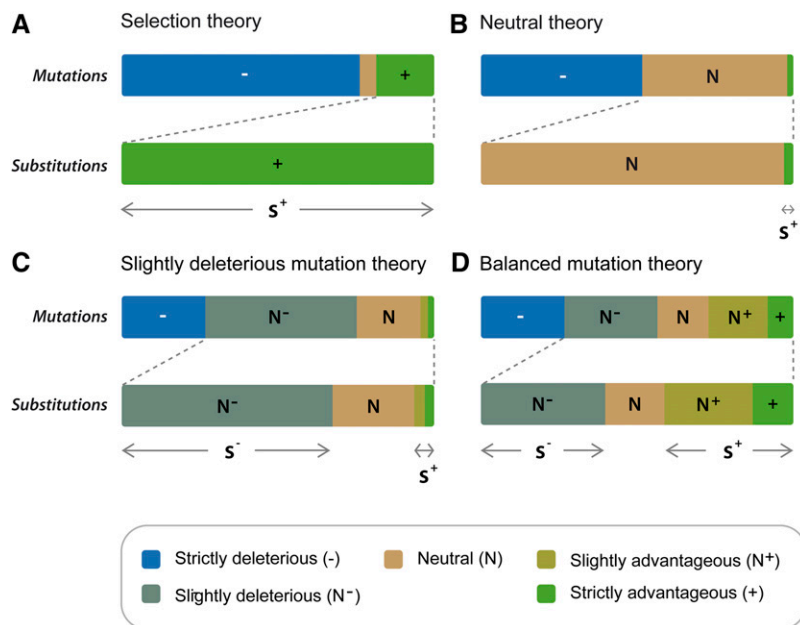 A Selection theory
B Neutral theory
Mutations - +
- N
Substitutions +
N
s⁺
s⁺
C Slightly deleterious mutation theory
D Balanced mutation theory
Mutations - N⁻ N
- N⁻ N N⁺ +
Substitutions N⁻ N
N⁻ N N⁺ +
s⁻ s⁺
s⁻ s⁺
Strictly deleterious (-) Neutral (N) Slightly advantageous (N⁺)
Slightly deleterious (N⁻) Strictly advantageous (+)